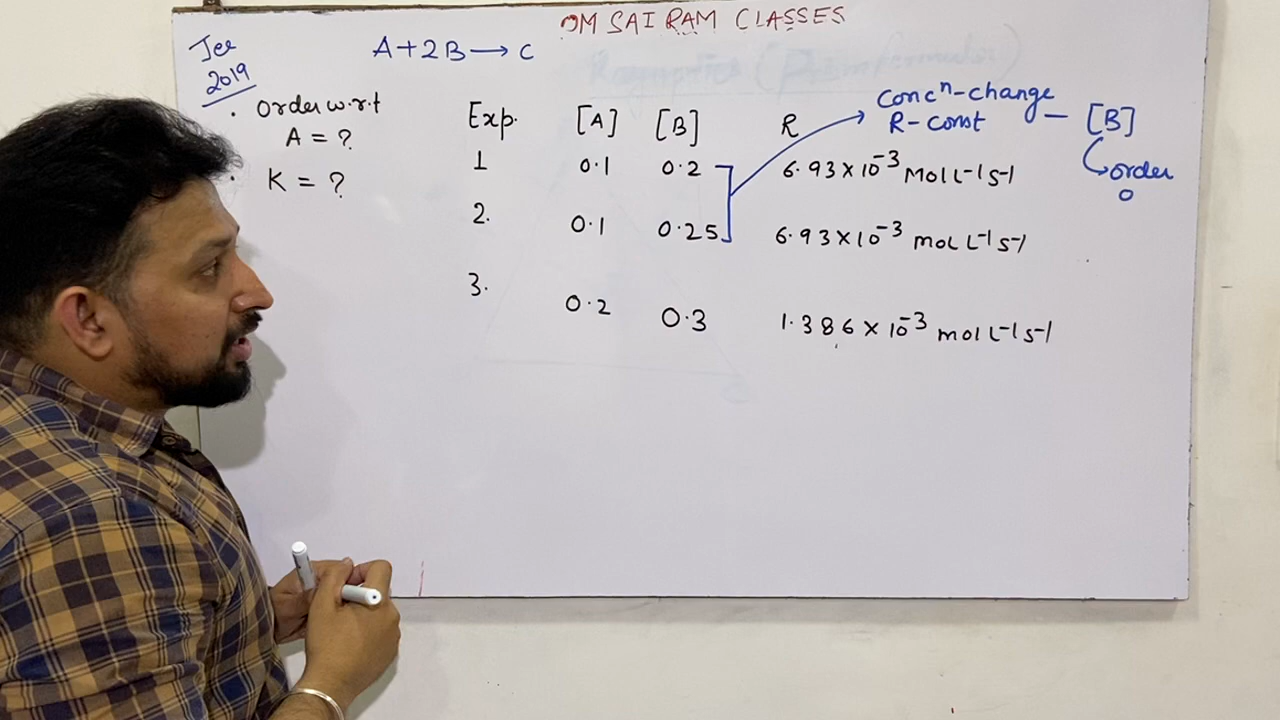 OM SAI RAM CLASSES
Jee
2019
A+2B⟶C
. Order w.r.t
A = ?
. K = ?
Exp. [A] [B] R
1 0.1 0.2 6.93×10⁻³ Mol L⁻¹ S⁻¹
2. 0.1 0.25 6.93×10⁻³ mol L⁻¹ S⁻¹
3. 0.2 0.3 1.386×10⁻³ mol L⁻¹ S⁻¹
Concⁿ-change
R-const — [B]
order
0